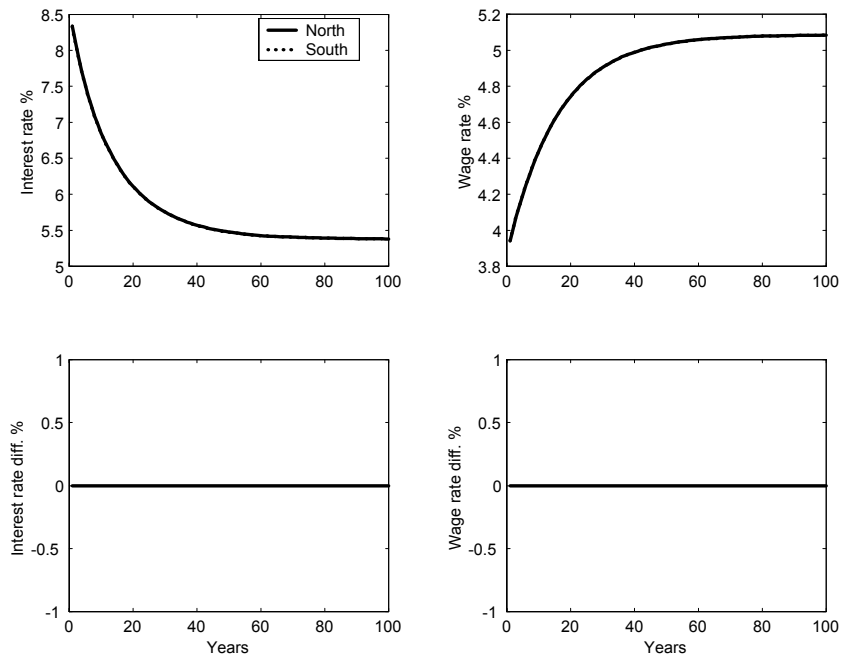 8.5
8
7.5
7
6.5
6
5.5
5
Interest rate %
0 20 40 60 80 100
North
South
5.2
5
4.8
4.6
4.4
4.2
4
3.8
Wage rate %
0 20 40 60 80 100
1
0.5
0
-0.5
-1
Interest rate diff. %
0 20 40 60 80 100
Years
1
0.5
0
-0.5
-1
Wage rate diff. %
0 20 40 60 80 100
Years